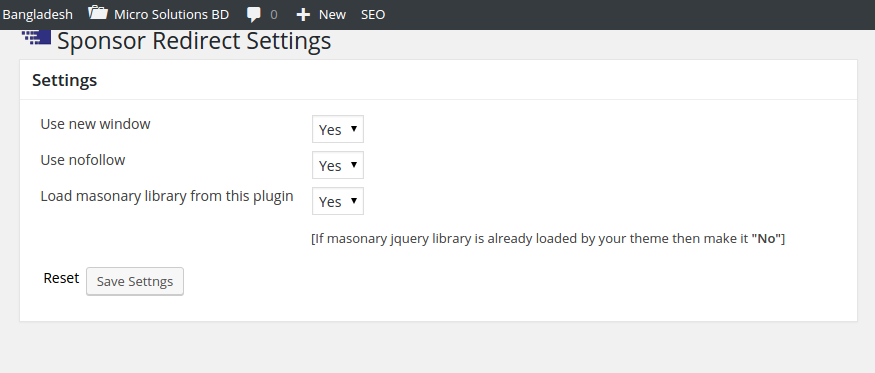 Bangladesh Micro Solutions BD 0 New SEO
Sponsor Redirect Settings
Settings
Use new window Yes
Use nofollow Yes
Load masonary library from this plugin Yes
[If masonary jquery library is already loaded by your theme then make it "No"]
Reset Save Settngs